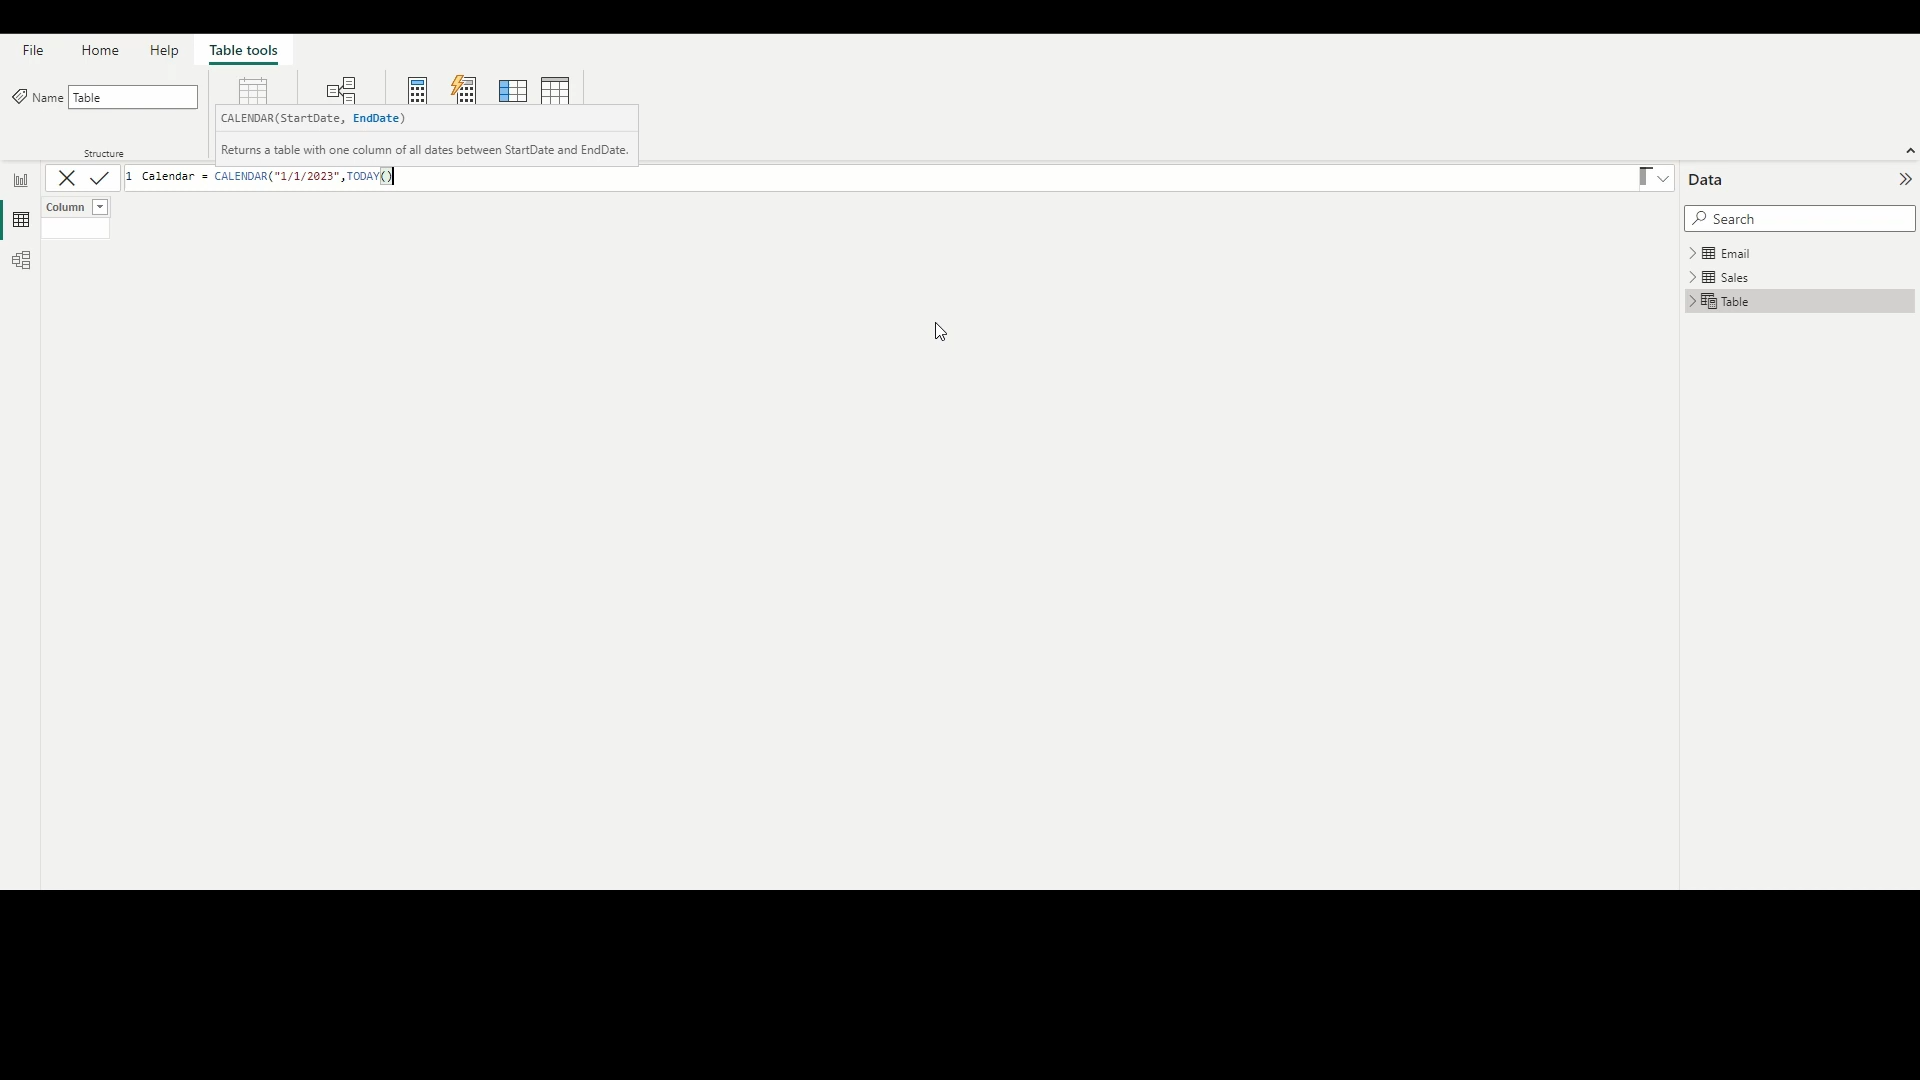 File Home Help Table tools
Name Table
Structure
CALENDAR(StartDate, EndDate)
Returns a table with one column of all dates between StartDate and EndDate.
1 Calendar = CALENDAR("1/1/2023",TODAY()
Column
Data
Search
Email
Sales
Table